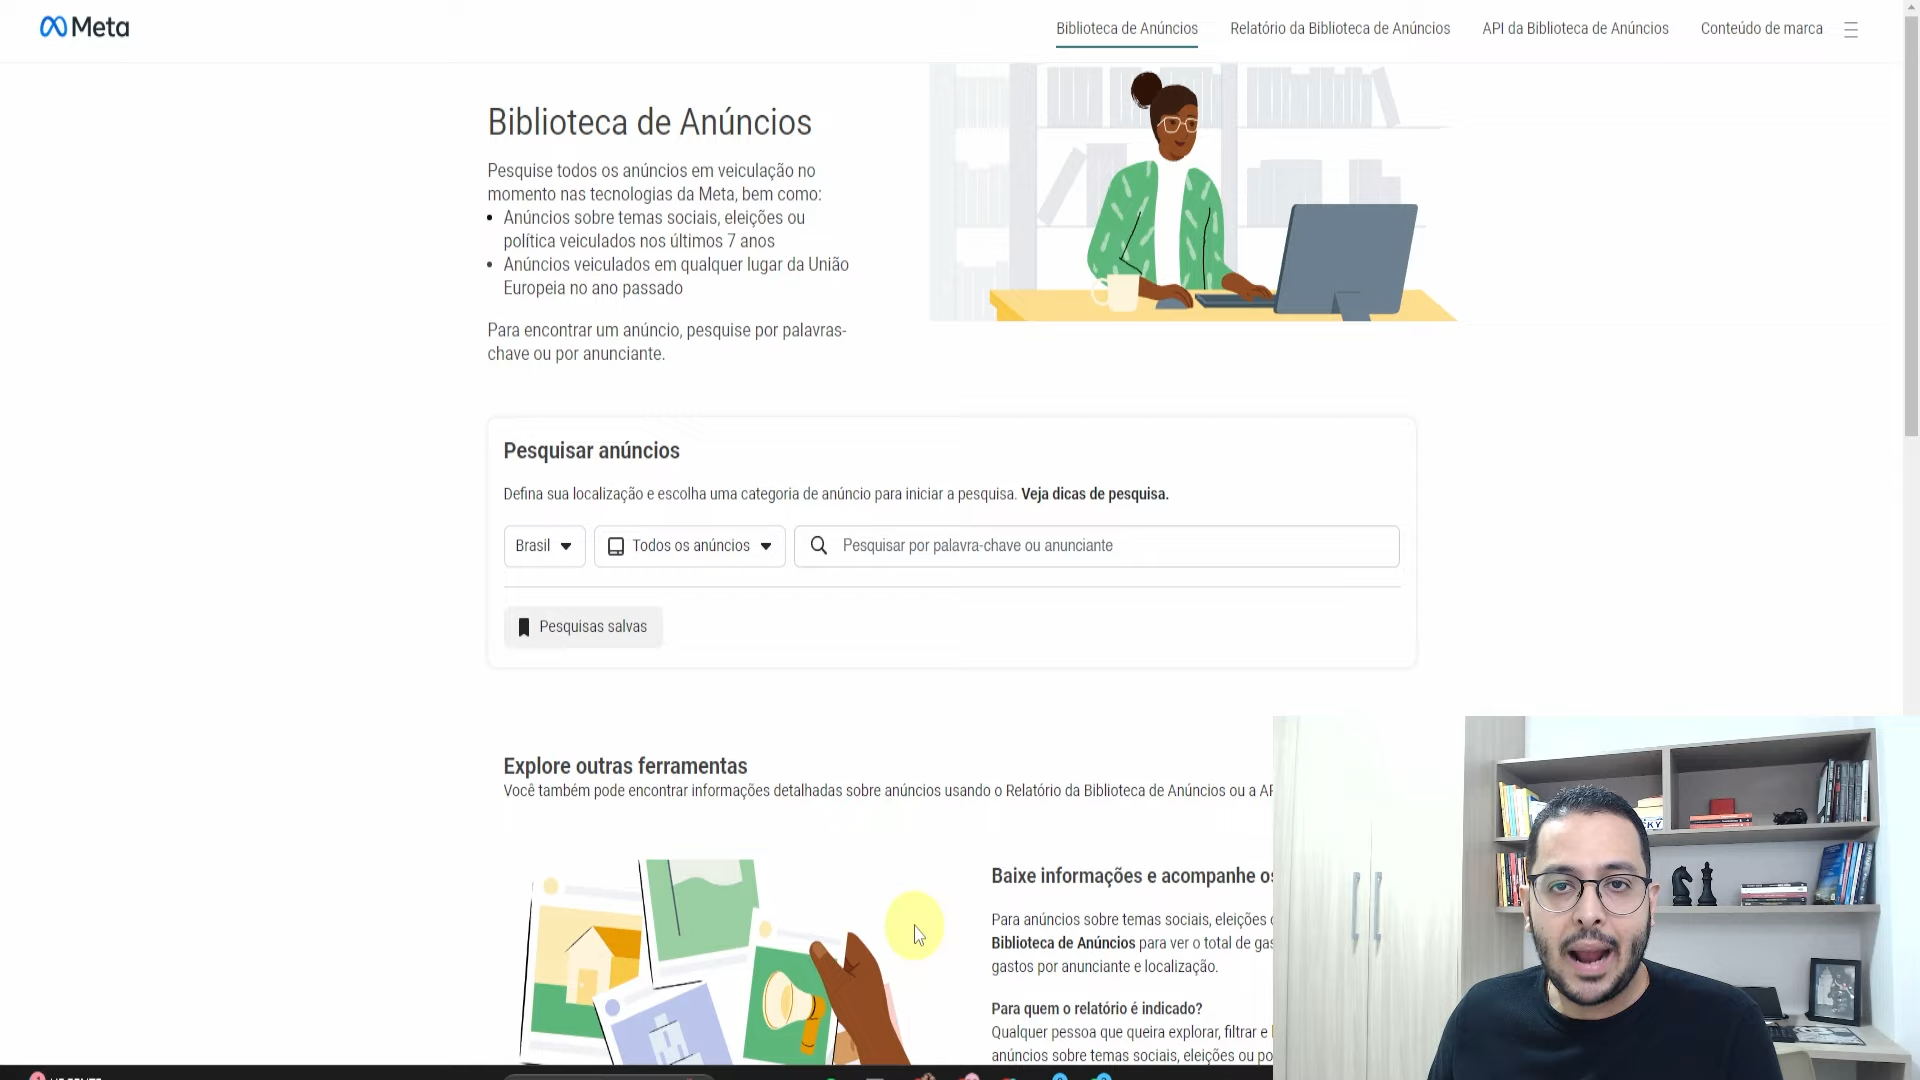 Meta
Biblioteca de Anúncios
Relatório da Biblioteca de Anúncios
API da Biblioteca de Anúncios
Conteúdo de marca
Biblioteca de Anúncios
Pesquise todos os anúncios em veiculação no
momento nas tecnologias da Meta, bem como:
Anúncios sobre temas sociais, eleições ou
política veiculados nos últimos 7 anos
Anúncios veiculados em qualquer lugar da União
Europeia no ano passado
Para encontrar um anúncio, pesquise por palavras-
chave ou por anunciante.
Pesquisar anúncios
Defina sua localização e escolha uma categoria de anúncio para iniciar a pesquisa. Veja dicas de pesquisa.
Brasil
Todos os anúncios
Pesquisar por palavra-chave ou anunciante
Pesquisas salvas
Explore outras ferramentas
Você também pode encontrar informações detalhadas sobre anúncios usando o Relatório da Biblioteca de Anúncios ou a
Baixe informações e acompanhe
Para anúncios sobre temas sociais, eleições
Biblioteca de Anúncios para ver o total de
gastos por anunciante e localização.
Para quem o relatório é indicado?
Qualquer pessoa que queira explorar, filtrar e
anúncios sobre temas sociais, eleições ou